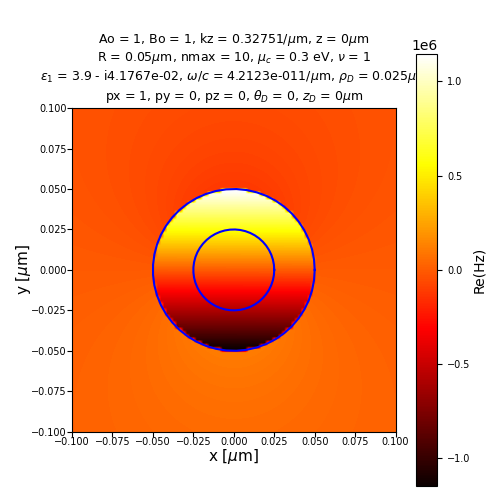 Ao = 1, Bo = 1, kz = 0.32751/μm, z = 0μm
R = 0.05μm, nmax = 10, μ_c = 0.3 eV, ν = 1
ε₁ = 3.9 - i4.1767e-02, ω/c = 4.2123e-011/μm, ρ_D = 0.025μ
px = 1, py = 0, pz = 0, θ_D = 0, z_D = 0μm
1e6
0.100
0.075
0.050
0.025
0.000
−0.025
−0.050
−0.075
−0.100
y [μm]
−0.100
−0.075
−0.050
−0.025
0.000
0.025
0.050
0.075
0.100
x [μm]
1.0
0.5
0.0
−0.5
−1.0
Re(Hz)